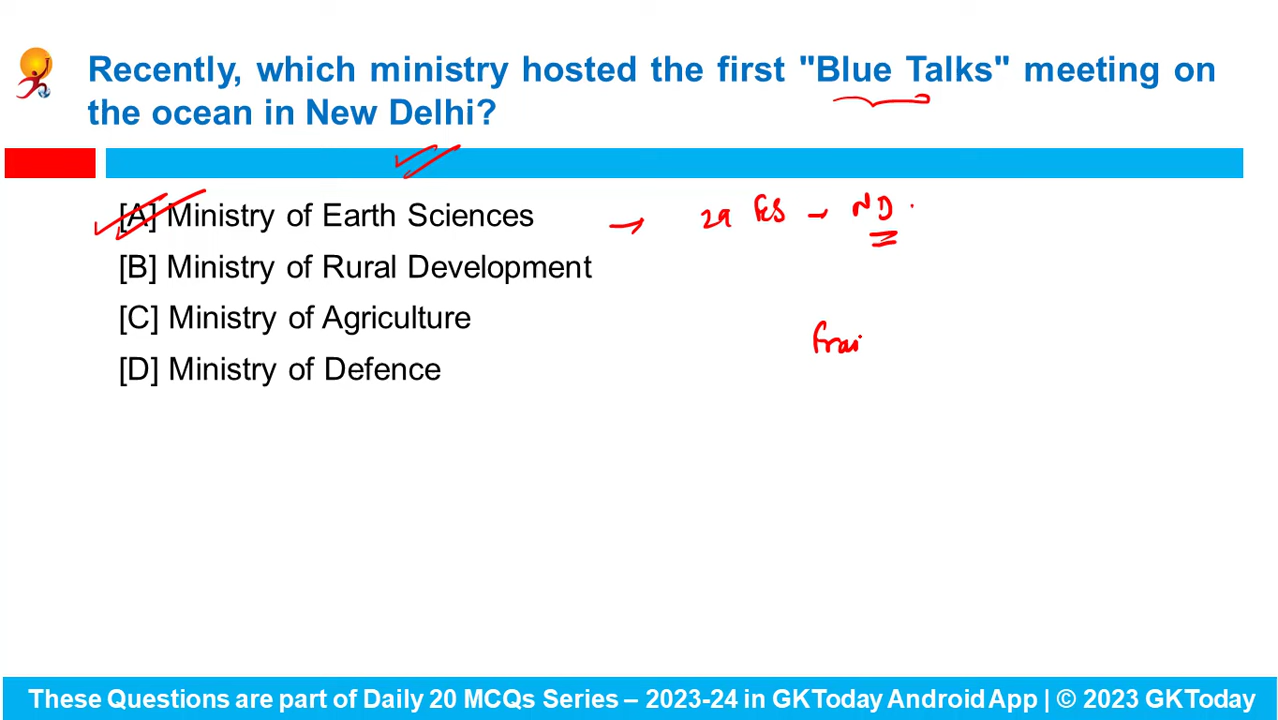 Recently, which ministry hosted the first "Blue Talks" meeting on
the ocean in New Delhi?
[A] Ministry of Earth Sciences → 29 Feb → ND.
[B] Ministry of Rural Development
[C] Ministry of Agriculture
[D] Ministry of Defence
These Questions are part of Daily 20 MCQs Series – 2023-24 in GKToday Android App | © 2023 GKToday